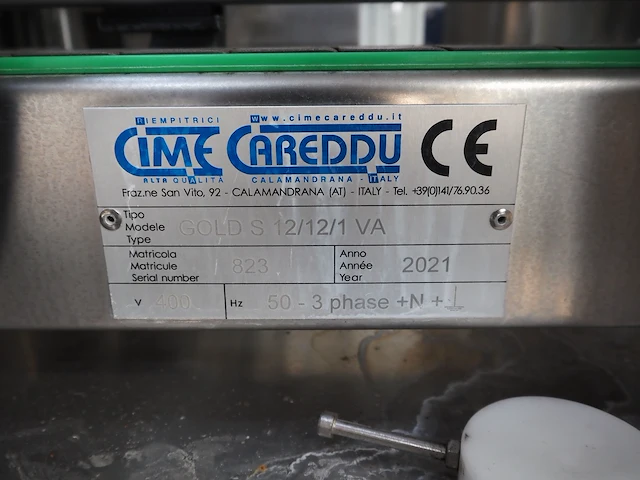 RIEMPITRICI www.cimecareddu.it
CIME CAREDDU CE
ALTA QUALITÀ CALAMANDRANA - ITALY
Fraz.ne San Vito, 92 - CALAMANDRANA (AT) - ITALY - Tel. +39(0)141/76.90.36
Tipo
Modele GOLD S 12/12/1 VA
Type
Matricola Anno
Matricule 823 Année 2021
Serial number Year
V 400 Hz 50 - 3 phase +N +⏚